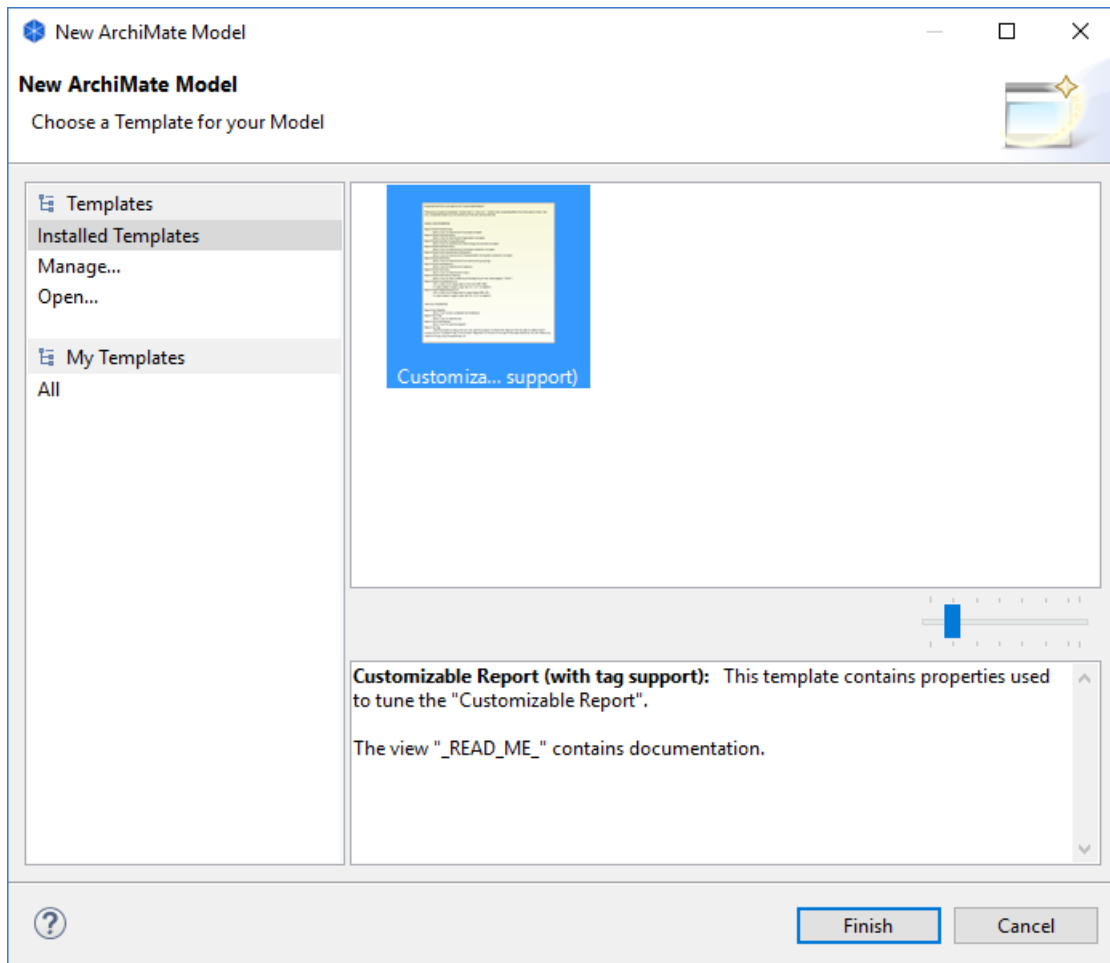 New ArchiMate Model
New ArchiMate Model
Choose a Template for your Model
Templates
Installed Templates
Manage...
Open...
My Templates
All
Customiza... support)
Customizable Report (with tag support): This template contains properties used
to tune the "Customizable Report".
The view "_READ_ME_" contains documentation.
?
Finish
Cancel